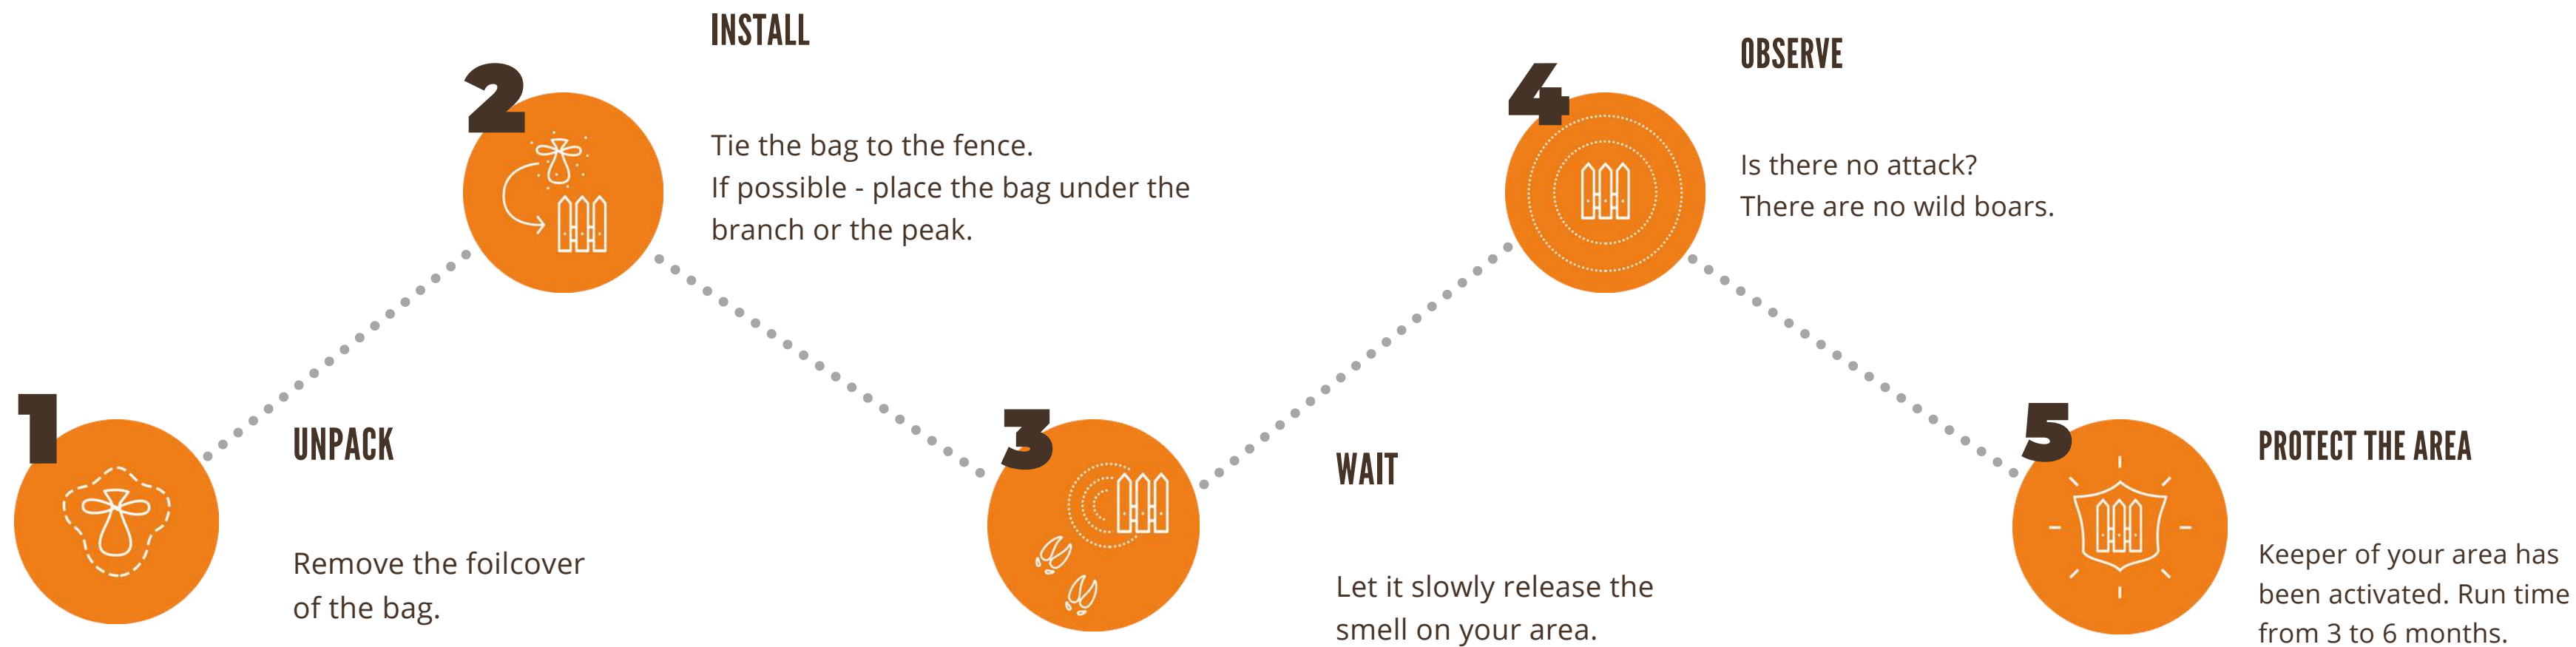 1
UNPACK
Remove the foilcover
of the bag.
2
INSTALL
Tie the bag to the fence.
If possible - place the bag under the
branch or the peak.
3
WAIT
Let it slowly release the
smell on your area.
4
OBSERVE
Is there no attack?
There are no wild boars.
5
PROTECT THE AREA
Keeper of your area has
been activated. Run time
from 3 to 6 months.